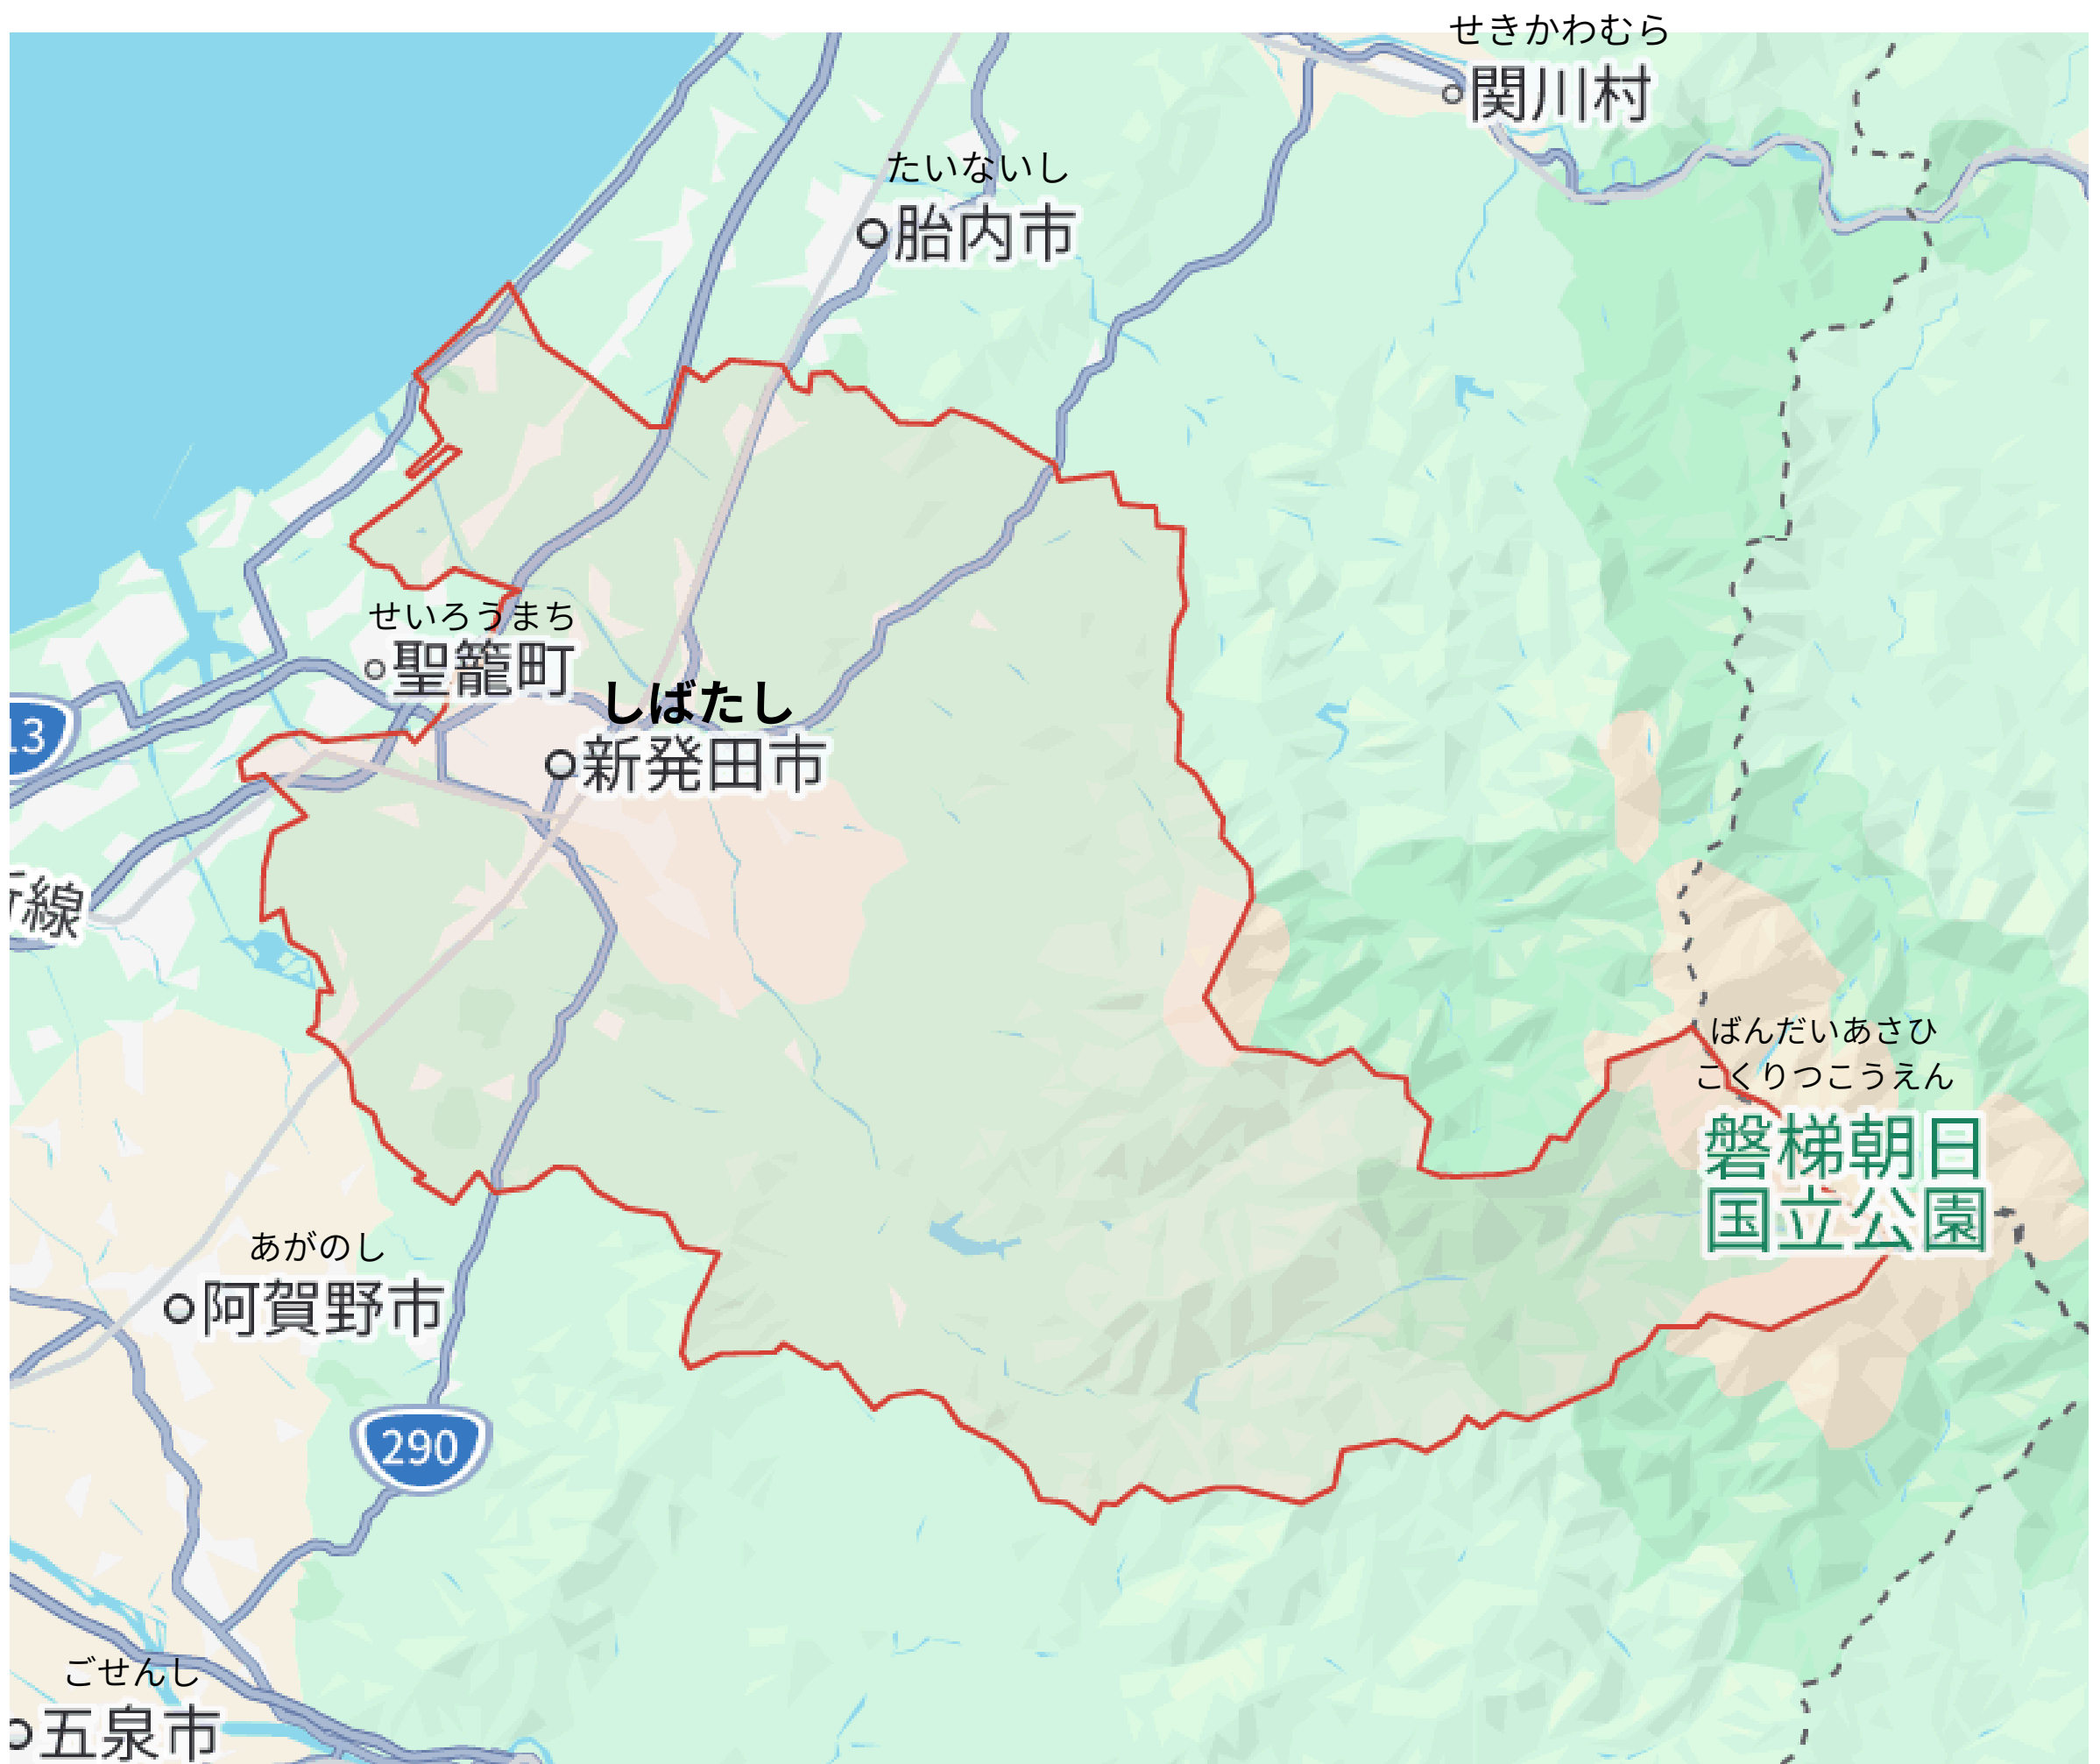 せきかわむら
関川村
たいないし
胎内市
せいろうまち
聖籠町
しばたし
新発田市
13
線
ばんだいあさひ
こくりつこうえん
磐梯朝日
国立公園
あがのし
阿賀野市
290
ごせんし
五泉市